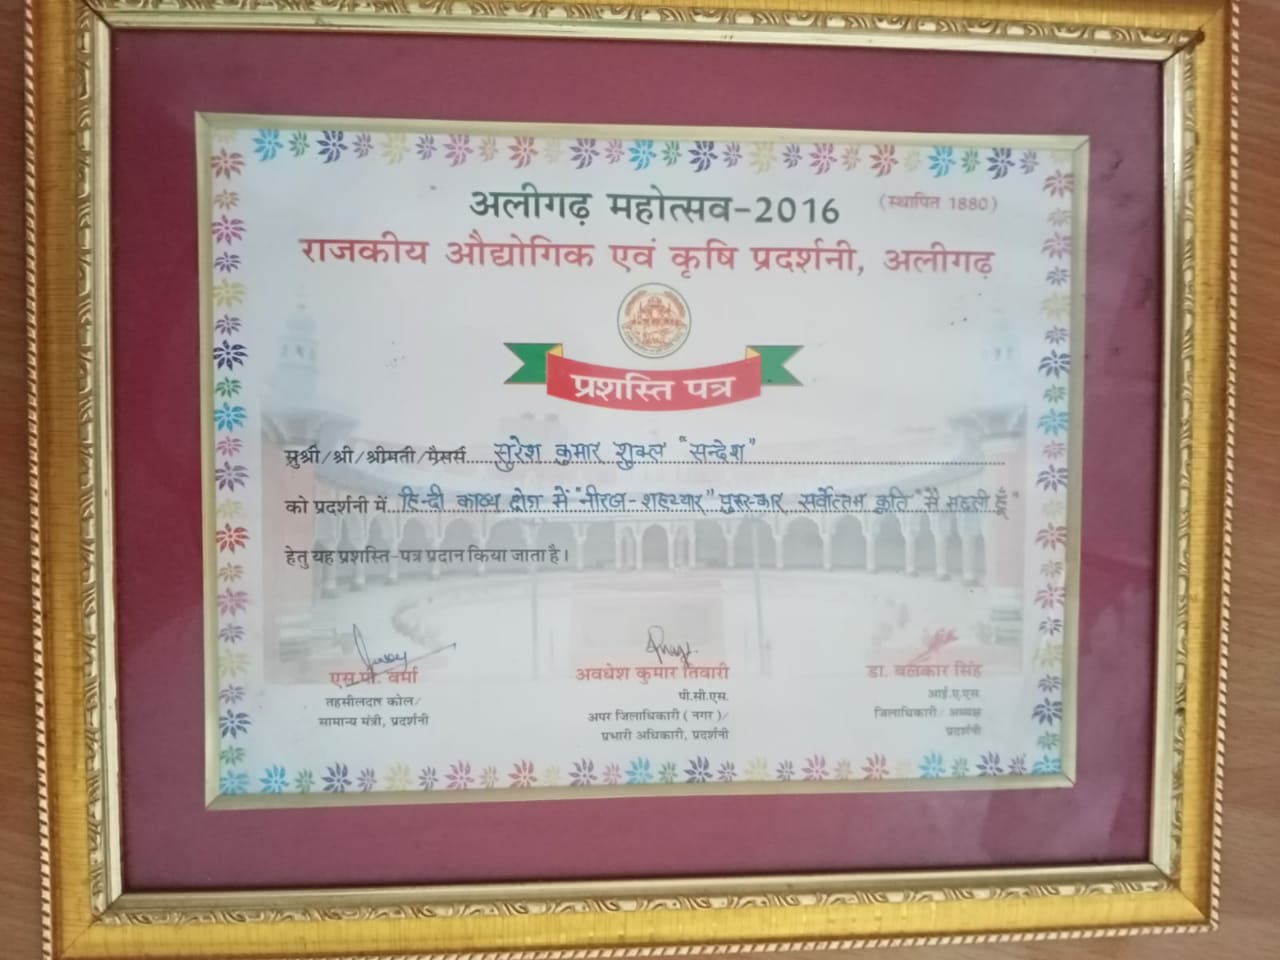 अलीगढ़ महोत्सव-2016 (स्थापित 1880)
राजकीय औद्योगिक एवं कृषि प्रदर्शनी, अलीगढ़
प्रशस्ति पत्र
सुश्री/श्री/श्रीमती/मैसर्स सुरेश कुमार शुक्ल "सन्देश"
को प्रदर्शनी में हिन्दी काव्य क्षेत्र में "नीरज - शहरयार" पुरूस्कार सर्वोत्तम कृति "मैं
हेतु यह प्रशस्ति-पत्र प्रदान किया जाता है।
एस.पी. वर्मा
तहसीलदार कोल/
सामान्य मंत्री, प्रदर्शनी
अवधेश कुमार तिवारी
पी.सी.एस.
अपर जिलाधिकारी ( नगर )/
प्रभारी अधिकारी, प्रदर्शनी
डा. बलकार सिंह
आई.ए.एस.
जिलाधिकारी/ अध्यक्ष
प्रदर्शनी